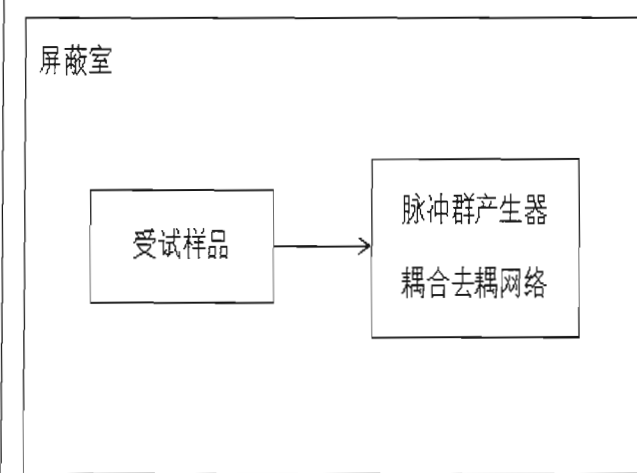 屏蔽室
受试样品
脉冲群产生器
耦合去耦网络